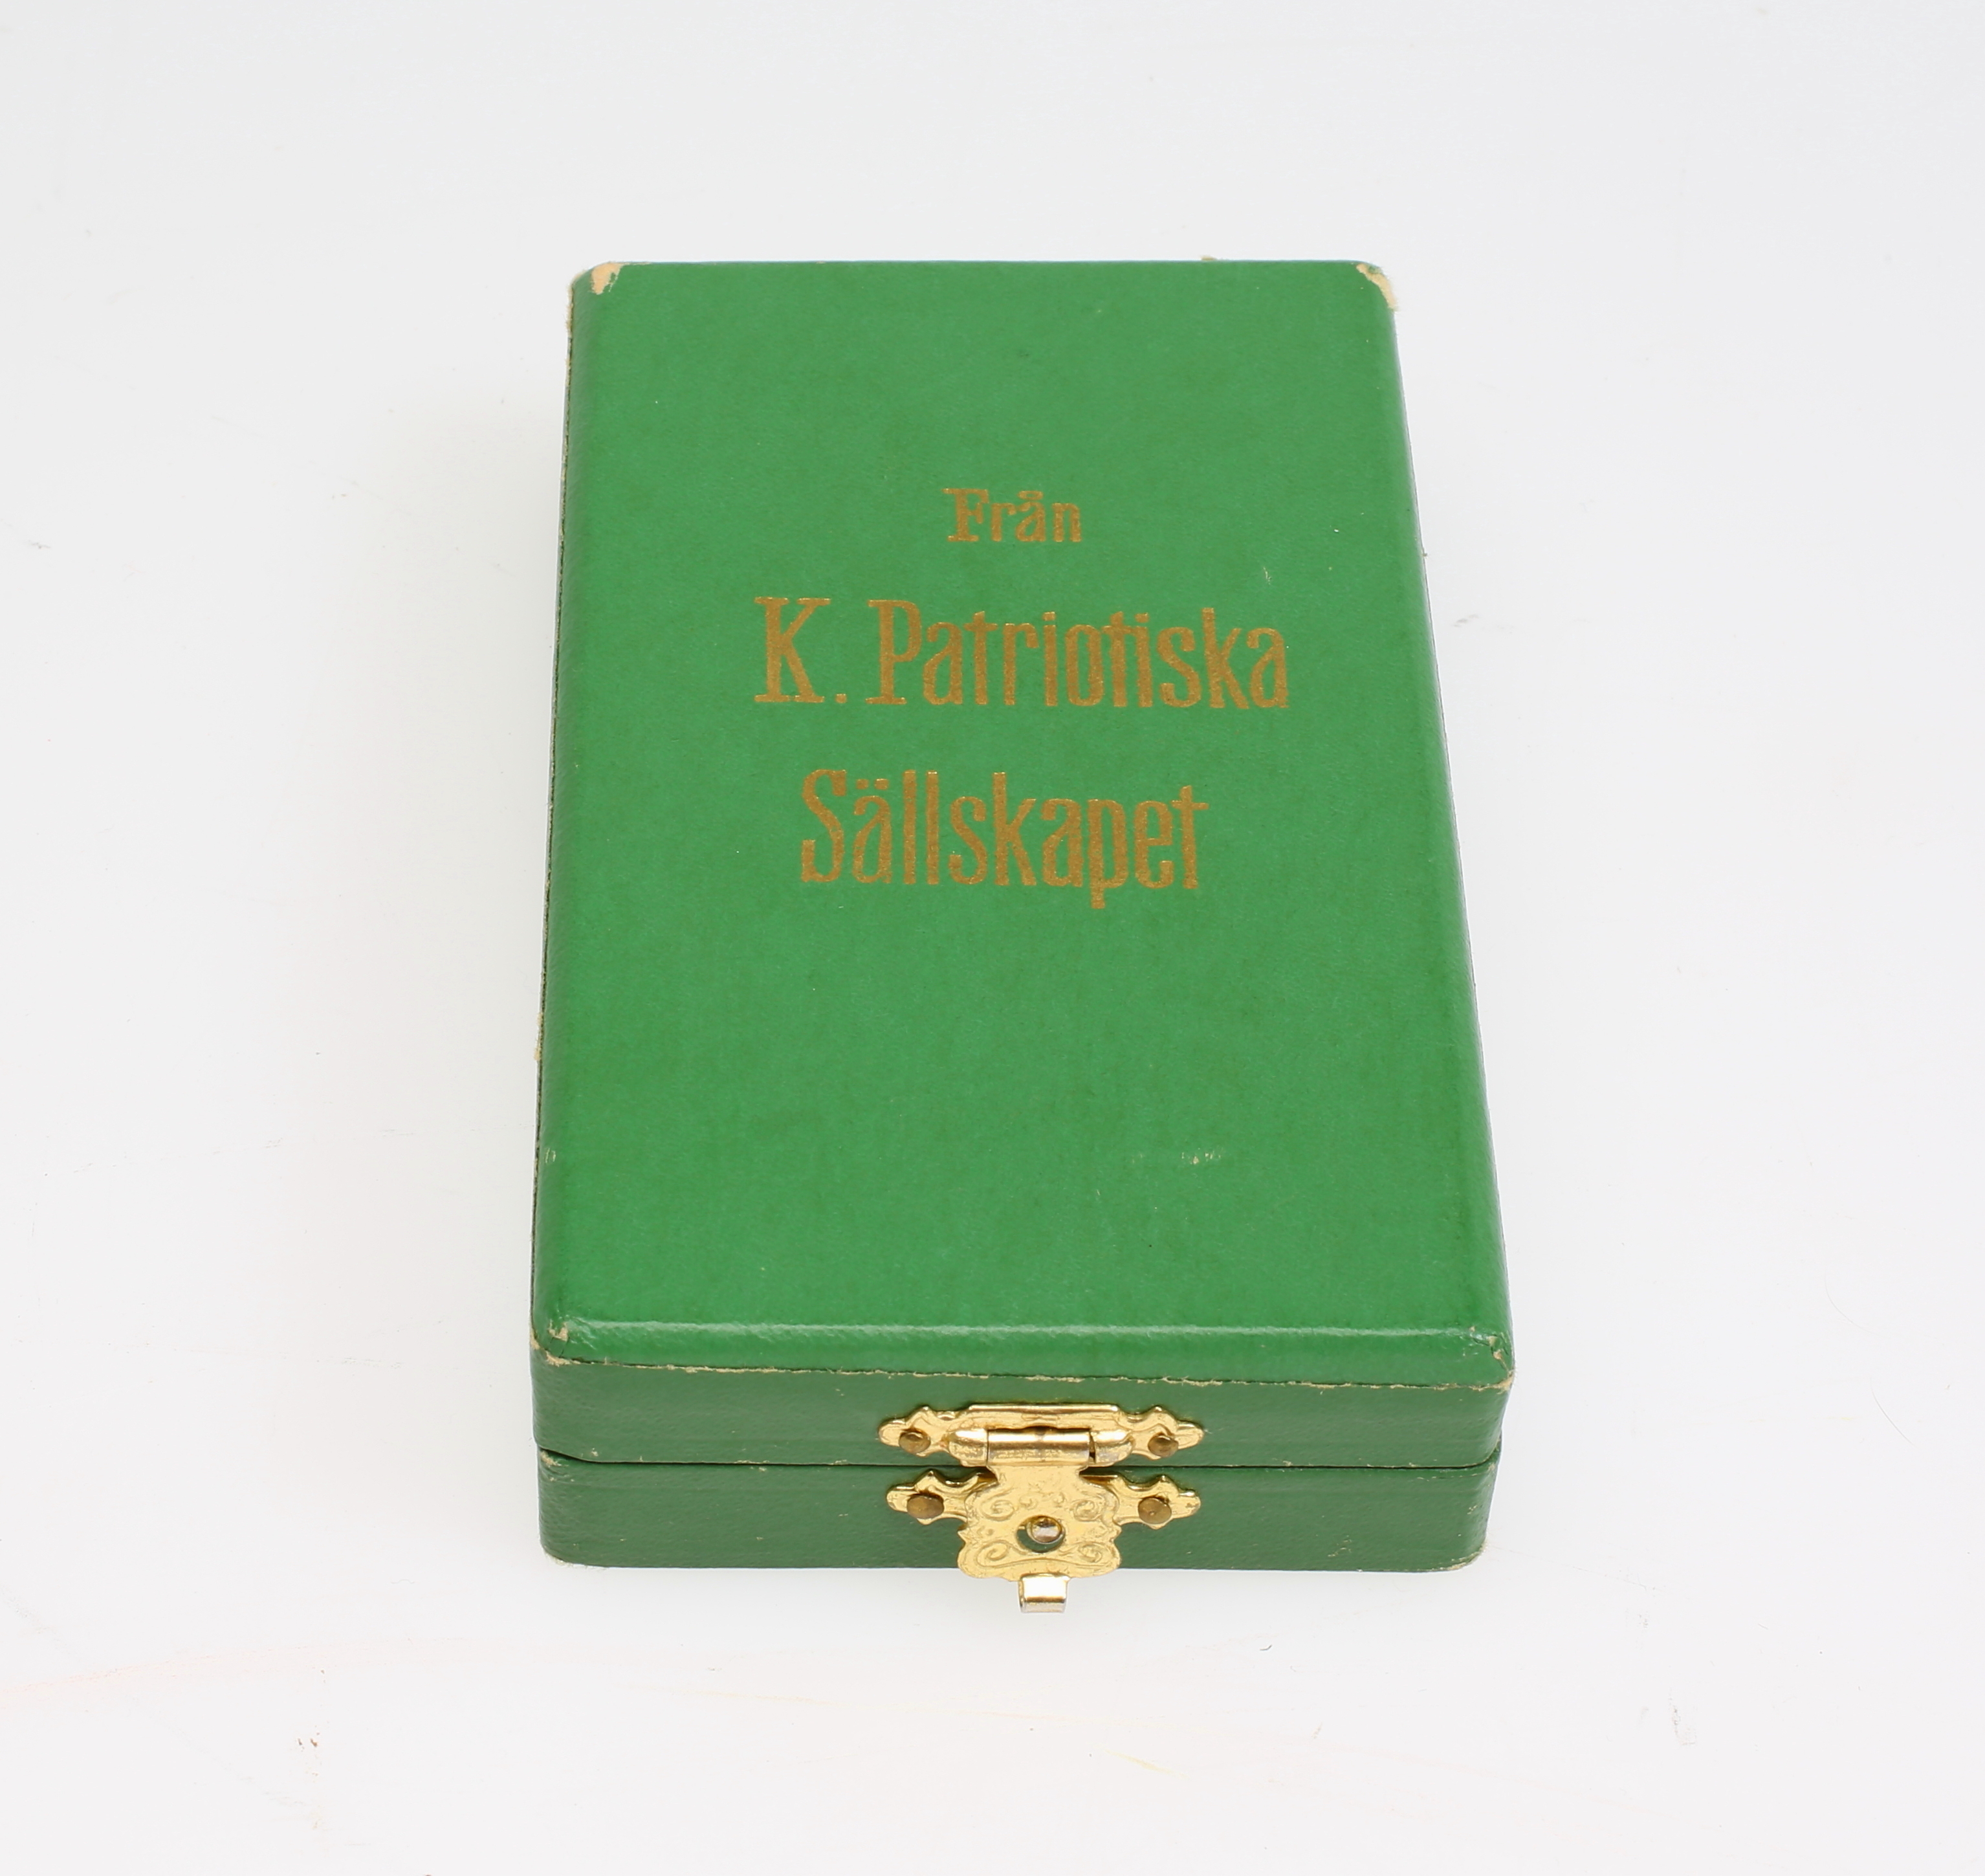 Från
K. Patriotiska
Sällskapet